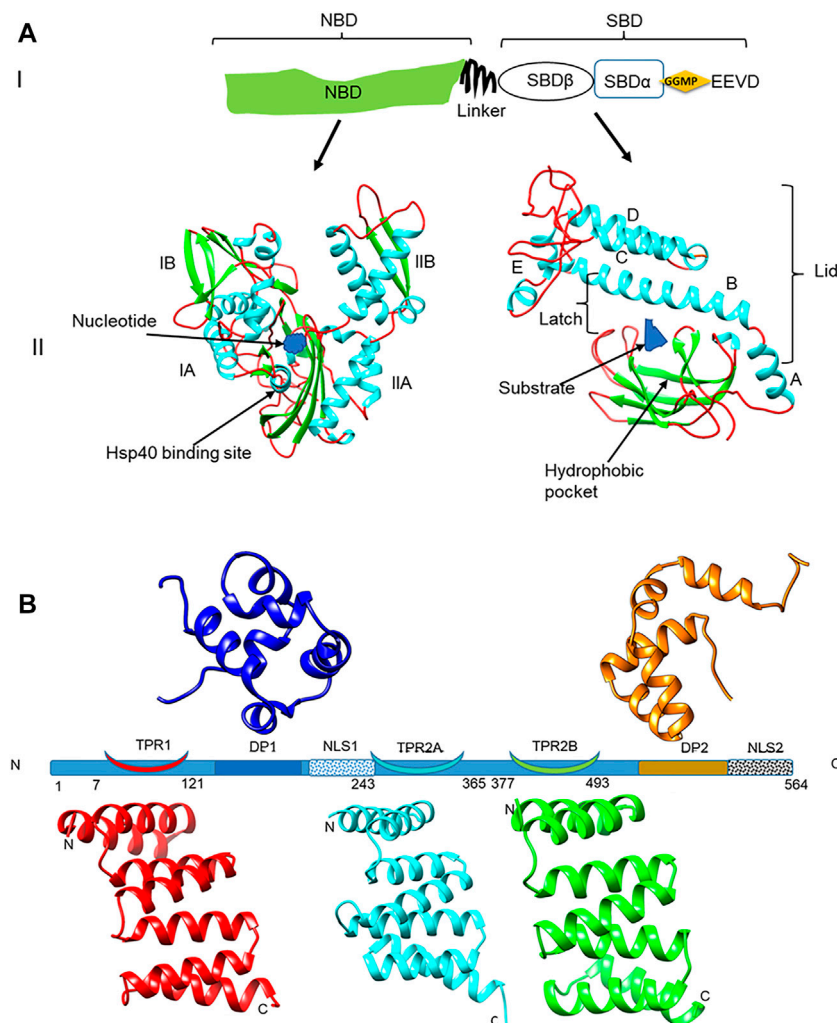 A
NBD
SBD
I
NBD
Linker
SBDβ
SBDα
GGMP
EEVD
IB
IIB
Nucleotide
II
IA
IIA
Hsp40 binding site
D
C
E
B
Lid
Latch
Substrate
A
Hydrophobic
pocket
B
N
TPR1
DP1
NLS1
TPR2A
TPR2B
DP2
NLS2
C
1
7
121
243
365
377
493
564
N
C
N
C
N
C